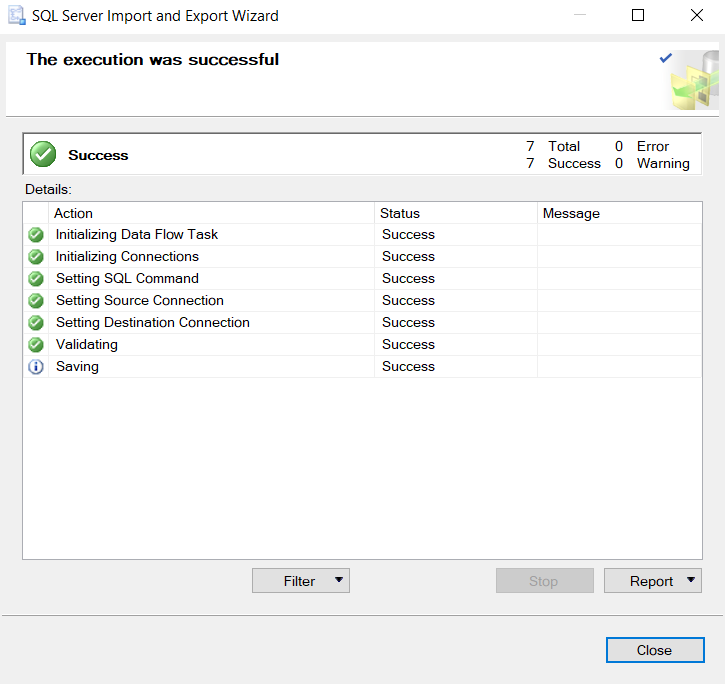 SQL Server Import and Export Wizard
The execution was successful
Success
7 Total 0 Error
7 Success 0 Warning
Details:
Action Status Message
Initializing Data Flow Task Success
Initializing Connections Success
Setting SQL Command Success
Setting Source Connection Success
Setting Destination Connection Success
Validating Success
Saving Success
Filter Stop Report
Close